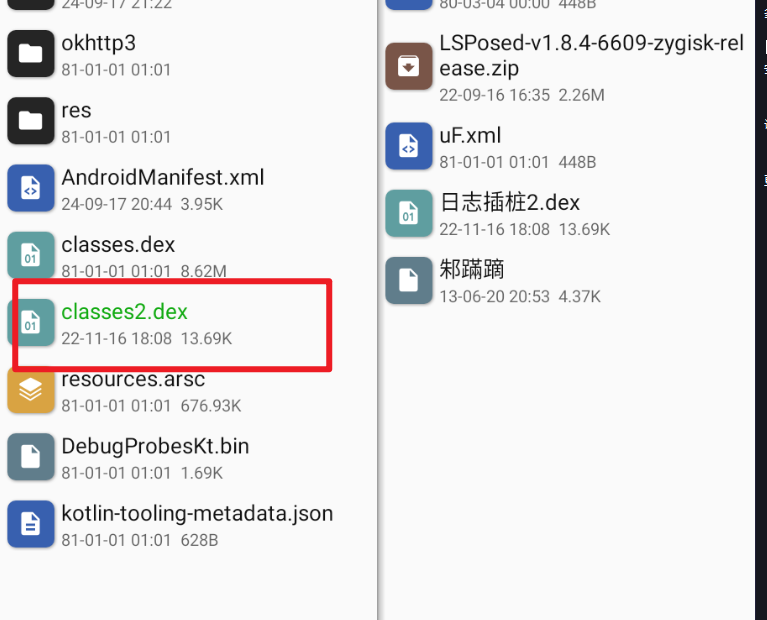 24-09-17 21:22
okhttp3
81-01-01 01:01
res
81-01-01 01:01
AndroidManifest.xml
24-09-17 20:44 3.95K
classes.dex
81-01-01 01:01 8.62M
01
classes2.dex
22-11-16 18:08 13.69K
01
resources.arsc
81-01-01 01:01 676.93K
DebugProbesKt.bin
81-01-01 01:01 1.69K
kotlin-tooling-metadata.json
81-01-01 01:01 628B
80-03-04 00:00 448B
LSPosed-v1.8.4-6609-zygisk-rel
ease.zip
22-09-16 16:35 2.26M
uF.xml
81-01-01 01:01 448B
日志插桩2.dex
22-11-16 18:08 13.69K
01
13-06-20 20:53 4.37K